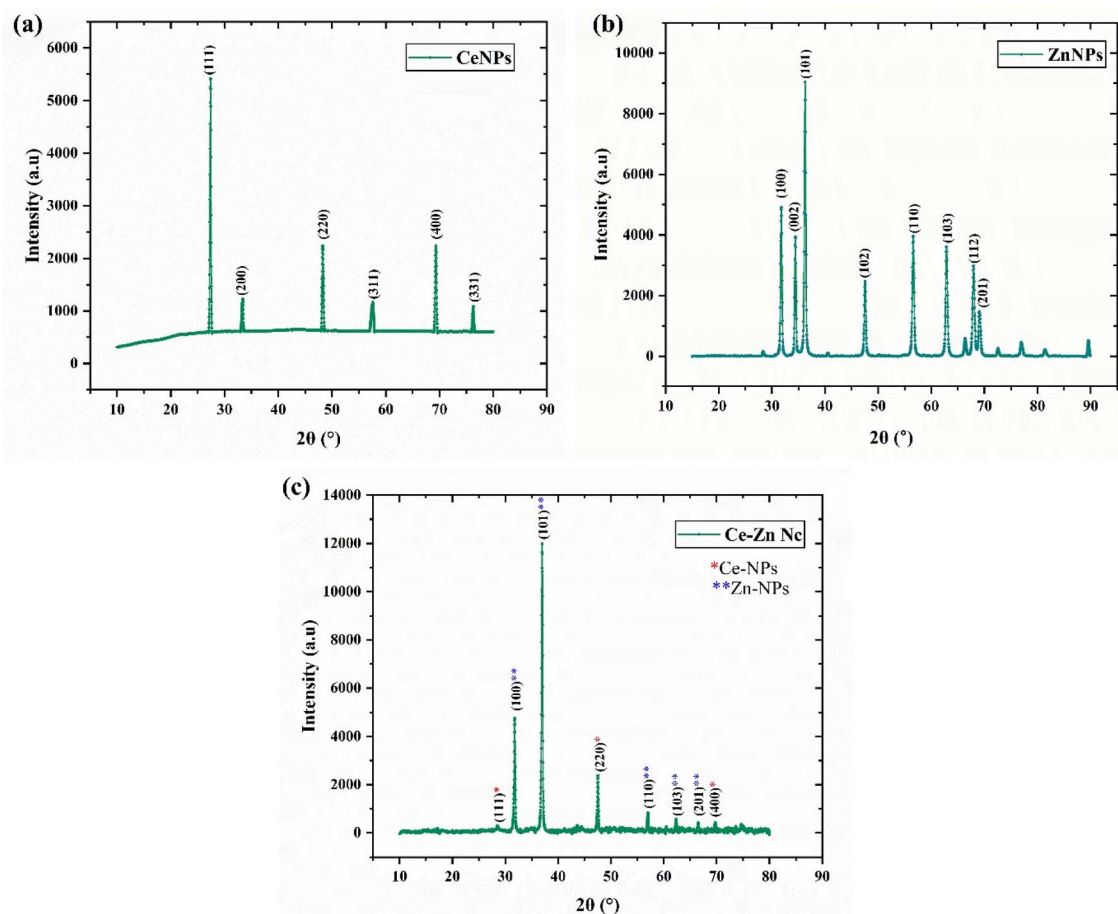 (a)
CeNPs
6000
5000
4000
3000
2000
1000
0
Intensity (a.u)
(111)
(200)
(220)
(311)
(400)
(331)
10 20 30 40 50 60 70 80 90
2θ (°)
(b)
ZnNPs
10000
8000
6000
4000
2000
0
Intensity (a.u)
(100)
(002)
(101)
(102)
(110)
(103)
(112)
(201)
20 30 40 50 60 70 80 90
2θ (°)
(c)
Ce-Zn Nc
*Ce-NPs
**Zn-NPs
14000
12000
10000
8000
6000
4000
2000
0
Intensity (a.u)
(111)*
(100)**
(101)**
(220)*
(110)**
(103)**
(201)**
(400)*
10 20 30 40 50 60 70 80 90
2θ (°)